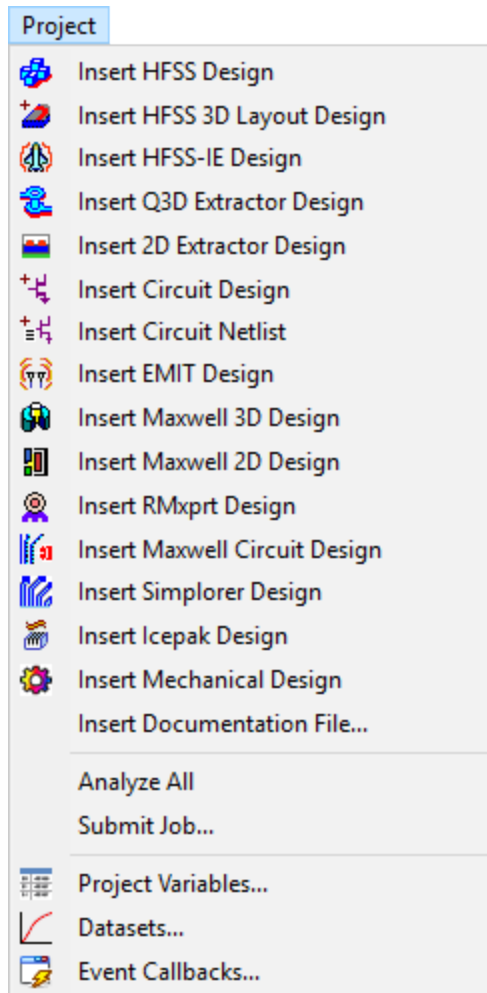 Project
Insert HFSS Design
Insert HFSS 3D Layout Design
Insert HFSS-IE Design
Insert Q3D Extractor Design
Insert 2D Extractor Design
Insert Circuit Design
Insert Circuit Netlist
Insert EMIT Design
Insert Maxwell 3D Design
Insert Maxwell 2D Design
Insert RMxprt Design
Insert Maxwell Circuit Design
Insert Simplorer Design
Insert Icepak Design
Insert Mechanical Design
Insert Documentation File...
Analyze All
Submit Job...
Project Variables...
Datasets...
Event Callbacks...